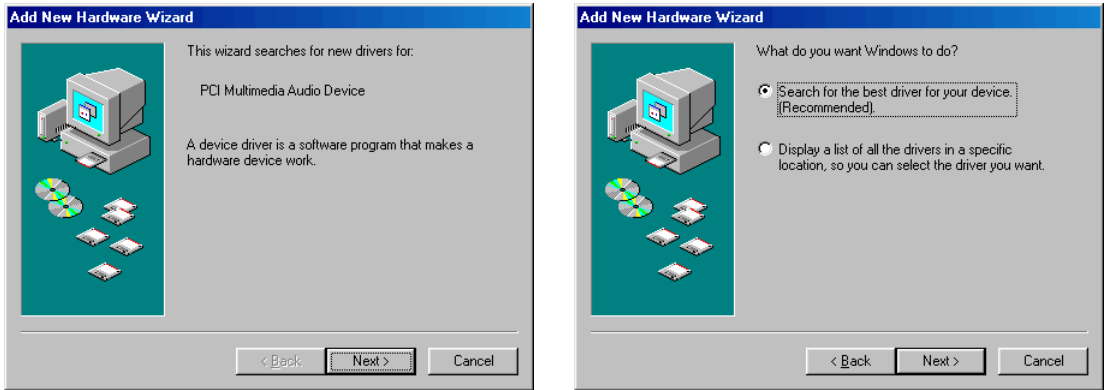 Add New Hardware Wizard
This wizard searches for new drivers for:
PCI Multimedia Audio Device
A device driver is a software program that makes a
hardware device work.
< Back
Next >
Cancel
Add New Hardware Wizard
What do you want Windows to do?
Search for the best driver for your device.
(Recommended).
Display a list of all the drivers in a specific
location, so you can select the driver you want.
< Back
Next >
Cancel